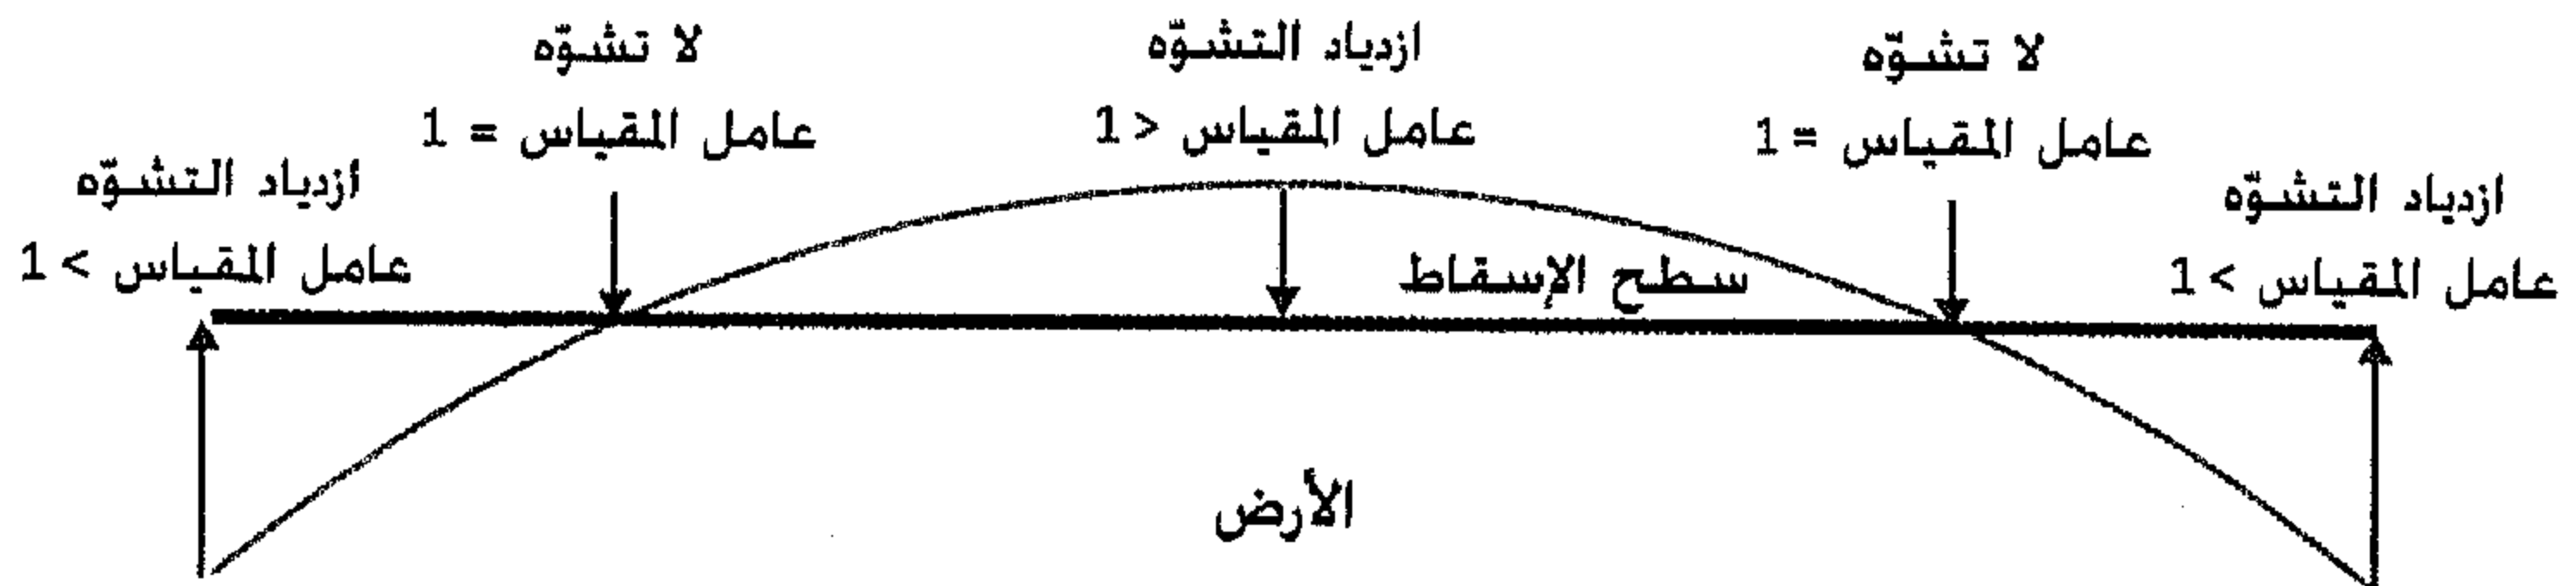 لا تشوّه
عامل المقياس = 1
ازدياد التشوّه
عامل المقياس < 1
لا تشوّه
عامل المقياس = 1
ازدياد التشوّه
عامل المقياس > 1
ازدياد التشوّه
عامل المقياس > 1
سطح الإسقاط
الأرض